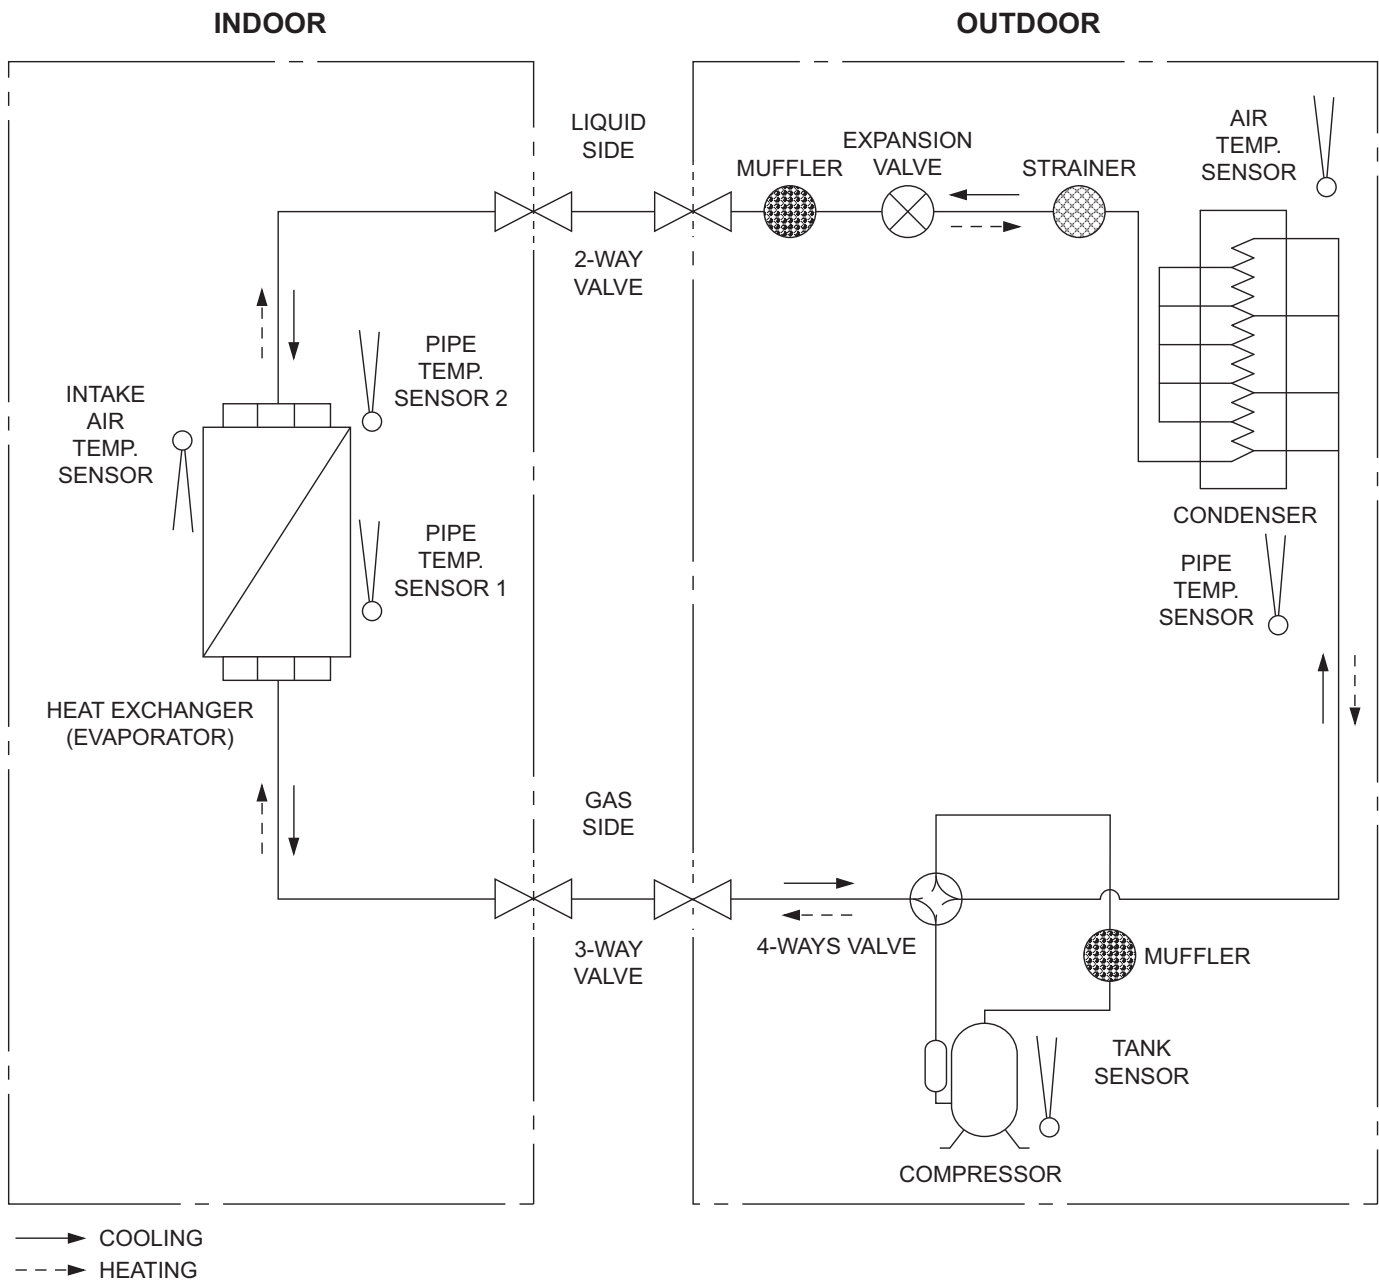 INDOOR
OUTDOOR
LIQUID
SIDE
2-WAY
VALVE
MUFFLER
EXPANSION
VALVE
STRAINER
AIR
TEMP.
SENSOR
PIPE
TEMP.
SENSOR 2
INTAKE
AIR
TEMP.
SENSOR
PIPE
TEMP.
SENSOR 1
CONDENSER
PIPE
TEMP.
SENSOR
HEAT EXCHANGER
(EVAPORATOR)
GAS
SIDE
3-WAY
VALVE
4-WAYS VALVE
MUFFLER
TANK
SENSOR
COMPRESSOR
COOLING
HEATING